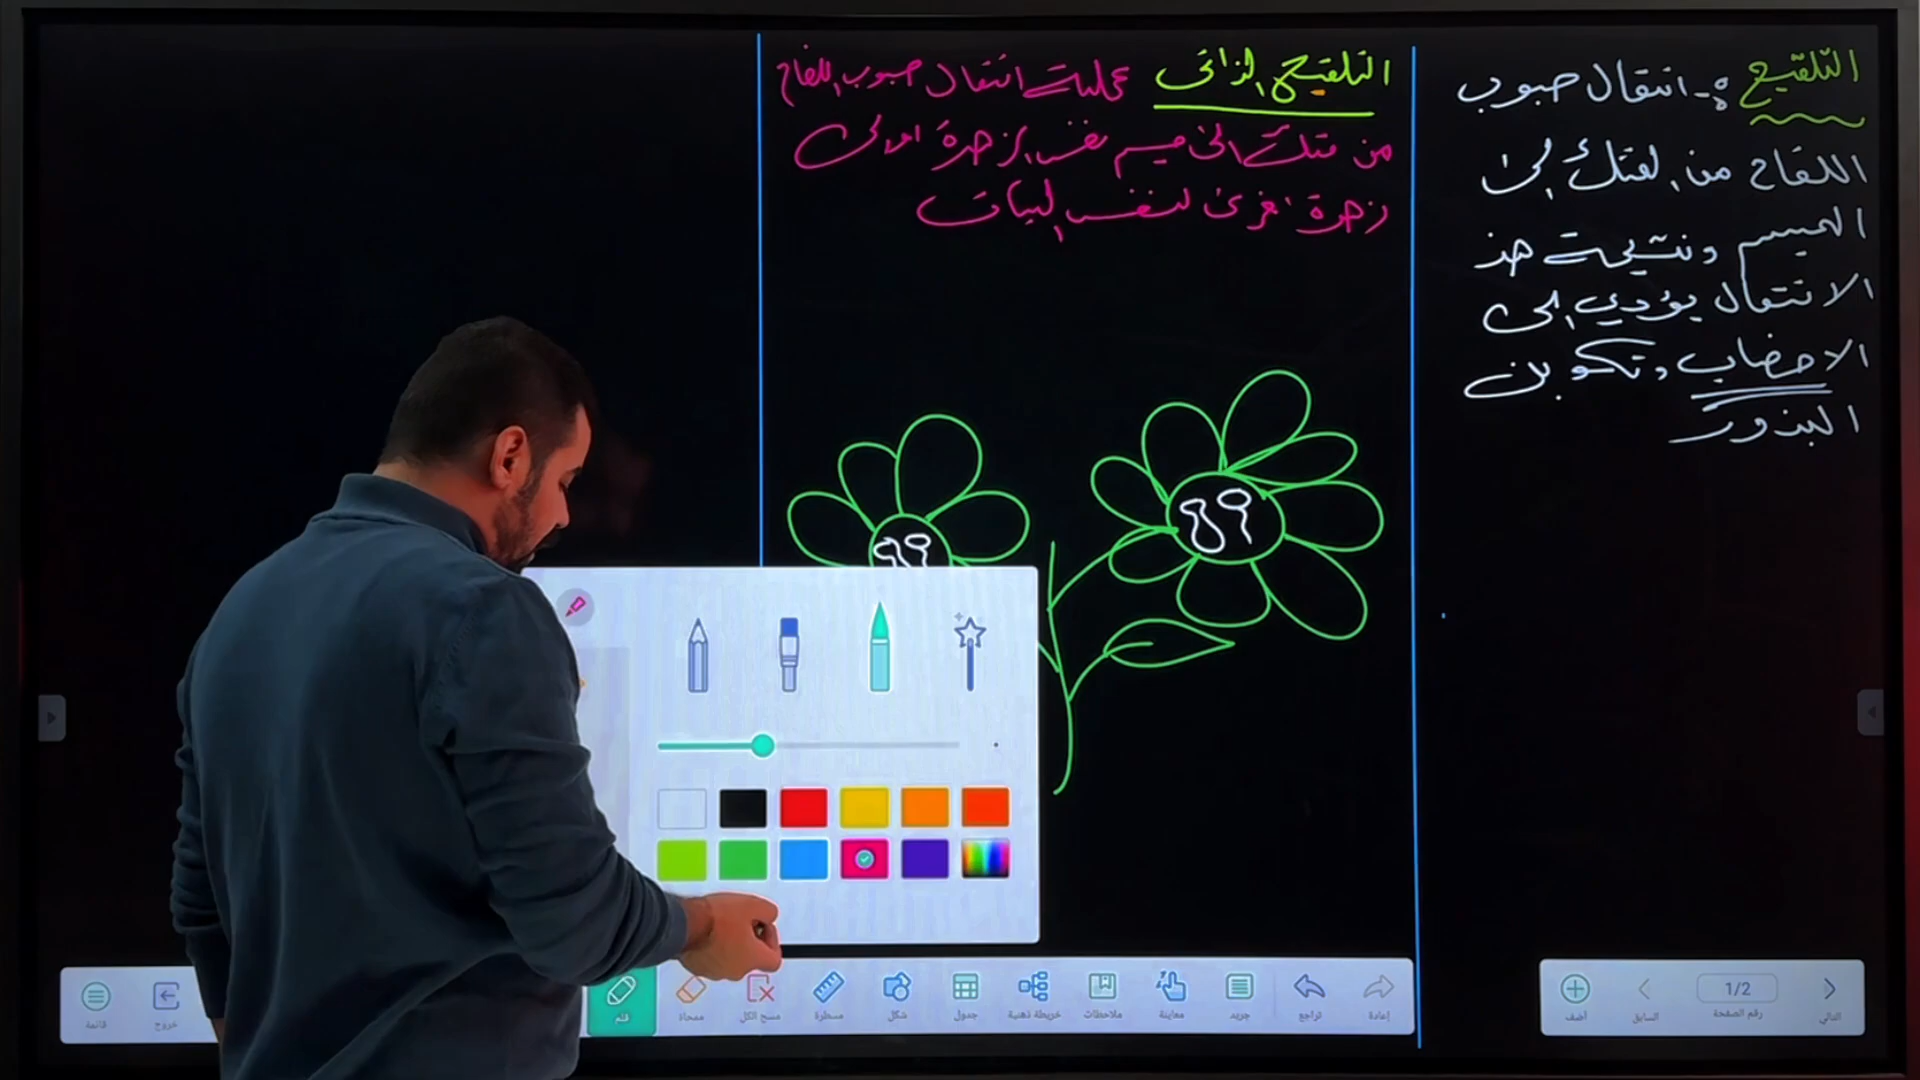 التلقيح :- انتقال حبوب
اللقاح من المتك الى
الميسم ونتيجة هذ
الانتقال يؤدي الى
الاخصاب وتكوين
البذور
التلقيح الذاتي عملية انتقال حبوب اللقاح
من متك الى ميسم نفس الزهرة او الى
زهرة اخرى لنفس النبات
قائمة
خروج
قلم
ممحاة
مسح الكل
مسطرة
شكل
جدول
خريطة ذهنية
ملاحظات
معاينة
جريد
تراجع
إعادة
أضف
السابق
1/2
رقم الصفحة
التالي